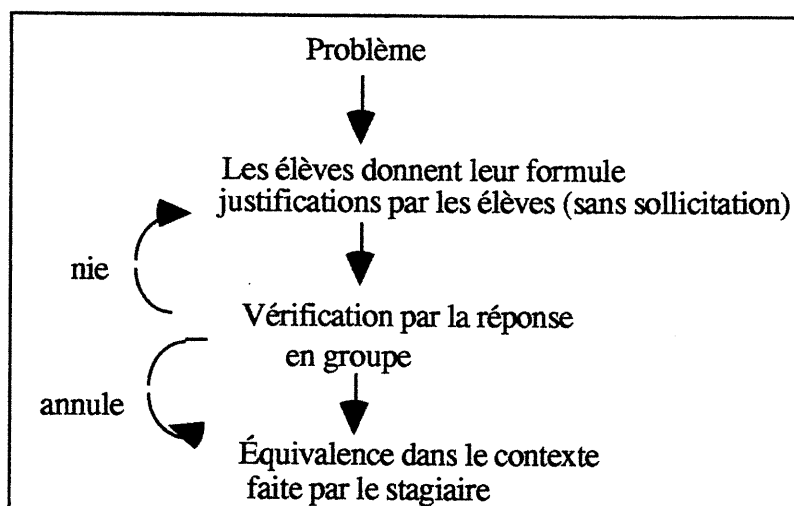 Problème
Les élèves donnent leur formule
justifications par les élèves (sans sollicitation)
nie
Vérification par la réponse
en groupe
annule
Équivalence dans le contexte
faite par le stagiaire